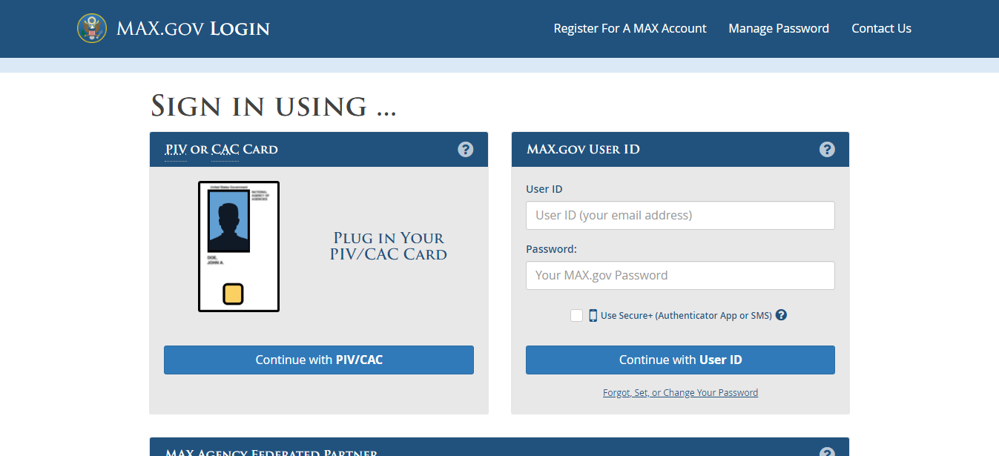 MAX.gov Login
Register For A MAX Account
Manage Password
Contact Us
Sign in using ...
PIV or CAC Card
?
United States Government
NATIONAL
AGENCY OF
AGENCIES
DOE,
JOHN A.
Plug in Your
PIV/CAC Card
Continue with PIV/CAC
MAX.gov User ID
?
User ID
User ID (your email address)
Password:
Your MAX.gov Password
Use Secure+ (Authenticator App or SMS) ?
Continue with User ID
Forgot, Set, or Change Your Password
MAX Agency Federated Partner
?